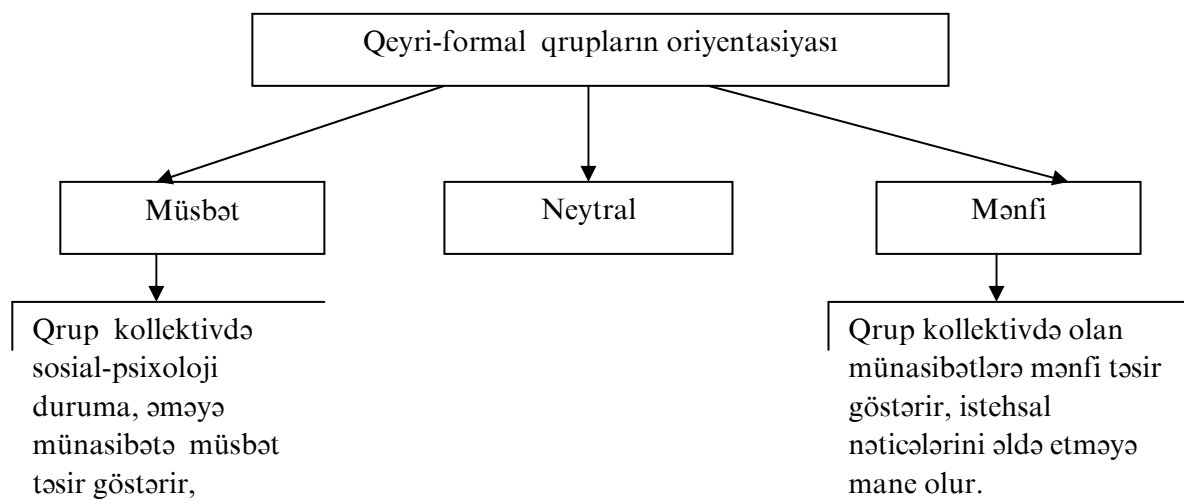 Qeyri-formal qrupların oriyentasiyası
Müsbət
Neytral
Mənfi
Qrup kollektivdə
sosial-psixoloji
duruma, əməyə
münasibətə müsbət
təsir göstərir,
Qrup kollektivdə olan
münasibətlərə mənfi təsir
göstərir, istehsal
nəticələrini əldə etməyə
mane olur.